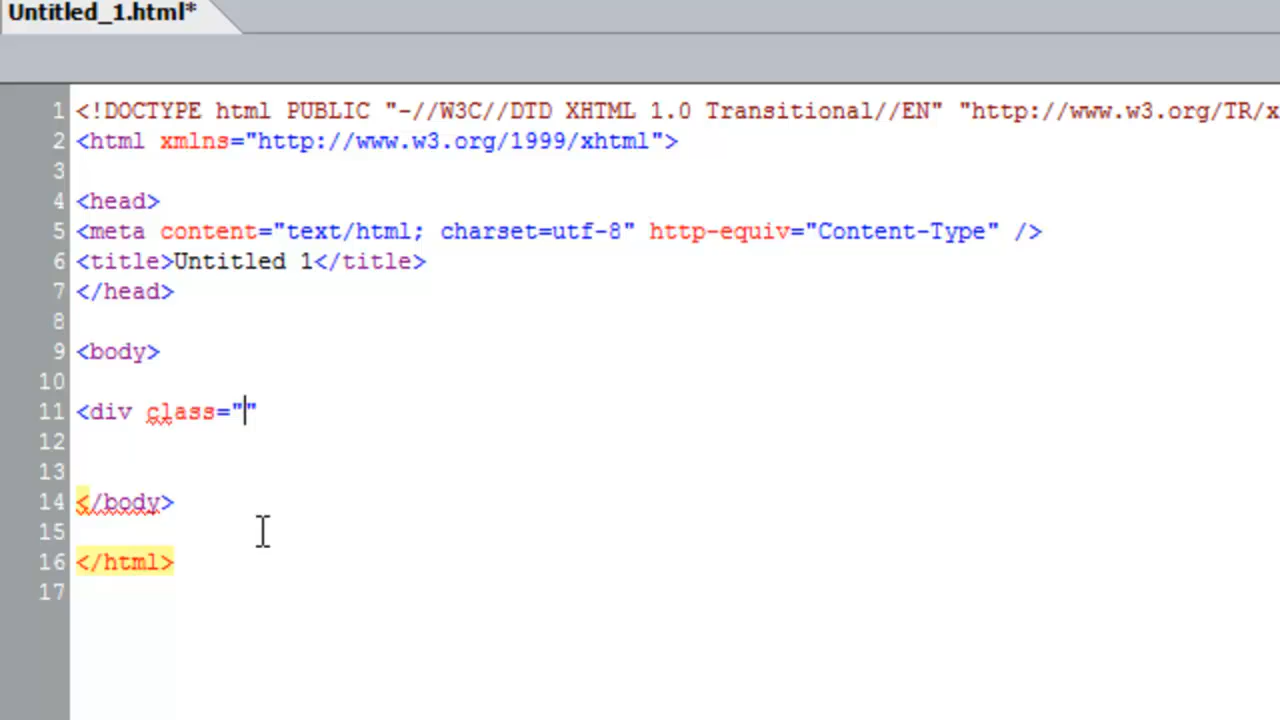 Untitled_1.html*
1 <!DOCTYPE html PUBLIC "-//W3C//DTD XHTML 1.0 Transitional//EN" "http://www.w3.org/TR/x
2 <html xmlns="http://www.w3.org/1999/xhtml">
3
4 <head>
5 <meta content="text/html; charset=utf-8" http-equiv="Content-Type" />
6 <title>Untitled 1</title>
7 </head>
8
9 <body>
10
11 <div class=""
12
13
14 </body>
15
16 </html>
17